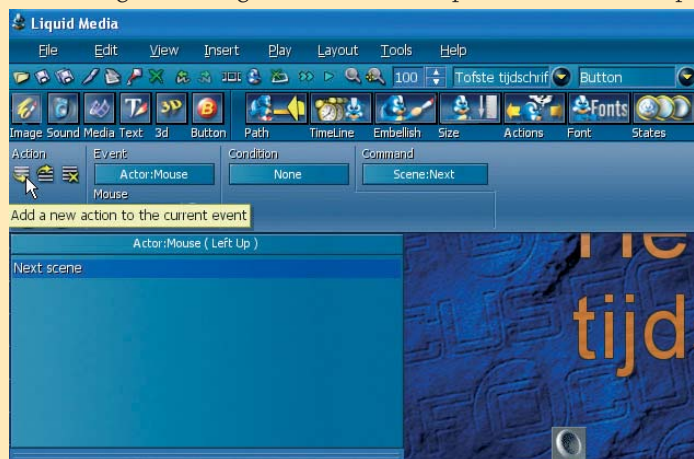 Liquid Media
File Edit View Insert Play Layout Tools Help
100 Tofste tijdschrif Button
Image Sound Media Text 3d Button Path TimeLine Embellish Size Actions Font States
Fonts
Action Event Condition Command
Actor:Mouse None Scene:Next
Mouse
Add a new action to the current event
Actor:Mouse ( Left Up )
Next scene
tijd